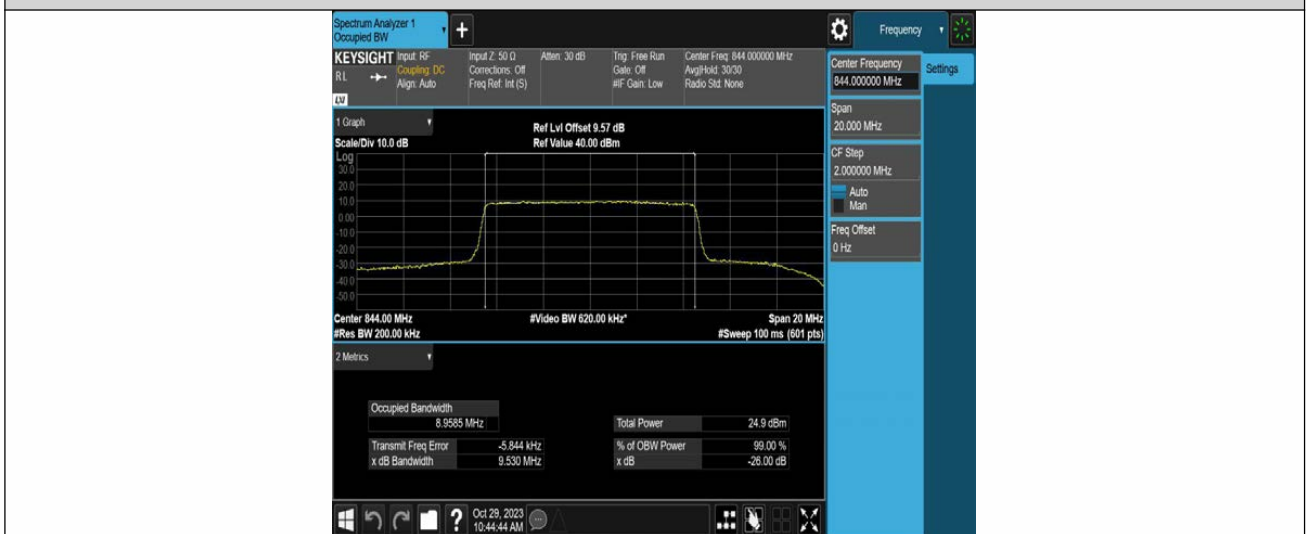 Spectrum Analyzer 1
Occupied BW
+
Frequency
KEYSIGHT
RL
LXI
Input: RF
Coupling: DC
Align: Auto
Input Z: 50 Ω
Corrections: Off
Freq Ref: Int (S)
Atten: 30 dB
Trig: Free Run
Gate: Off
#IF Gain: Low
Center Freq: 844.000000 MHz
Avg|Hold: 30/30
Radio Std: None
Center Frequency
844.000000 MHz
Settings
Span
20.000 MHz
CF Step
2.000000 MHz
Auto
Man
Freq Offset
0 Hz
1 Graph
Scale/Div 10.0 dB
Ref Lvl Offset 9.57 dB
Ref Value 40.00 dBm
Log
30.0
20.0
10.0
0.00
-10.0
-20.0
-30.0
-40.0
-50.0
Center 844.00 MHz
#Video BW 620.00 kHz*
Span 20 MHz
#Res BW 200.00 kHz
#Sweep 100 ms (601 pts)
2 Metrics
Occupied Bandwidth
8.9585 MHz
Total Power 24.9 dBm
Transmit Freq Error -5.844 kHz
% of OBW Power 99.00 %
x dB Bandwidth 9.530 MHz
x dB -26.00 dB
?
Oct 29, 2023
10:44:44 AM